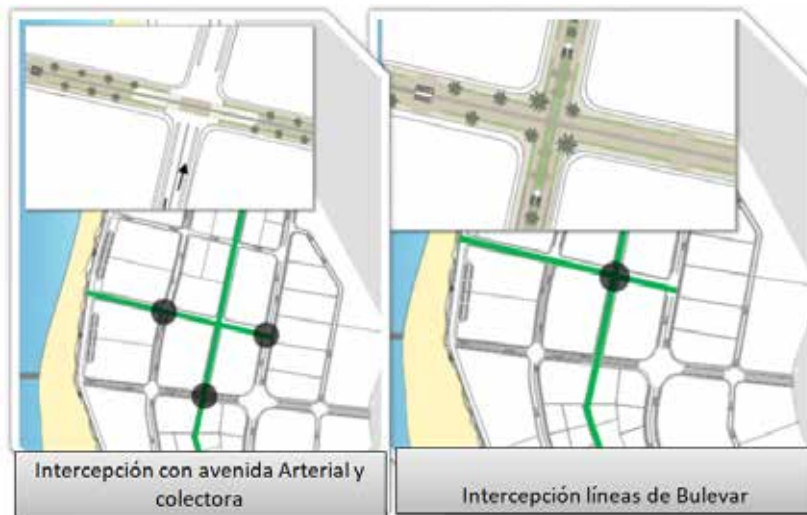 Intercepción con avenida Arterial y
colectora
Intercepción líneas de Bulevar